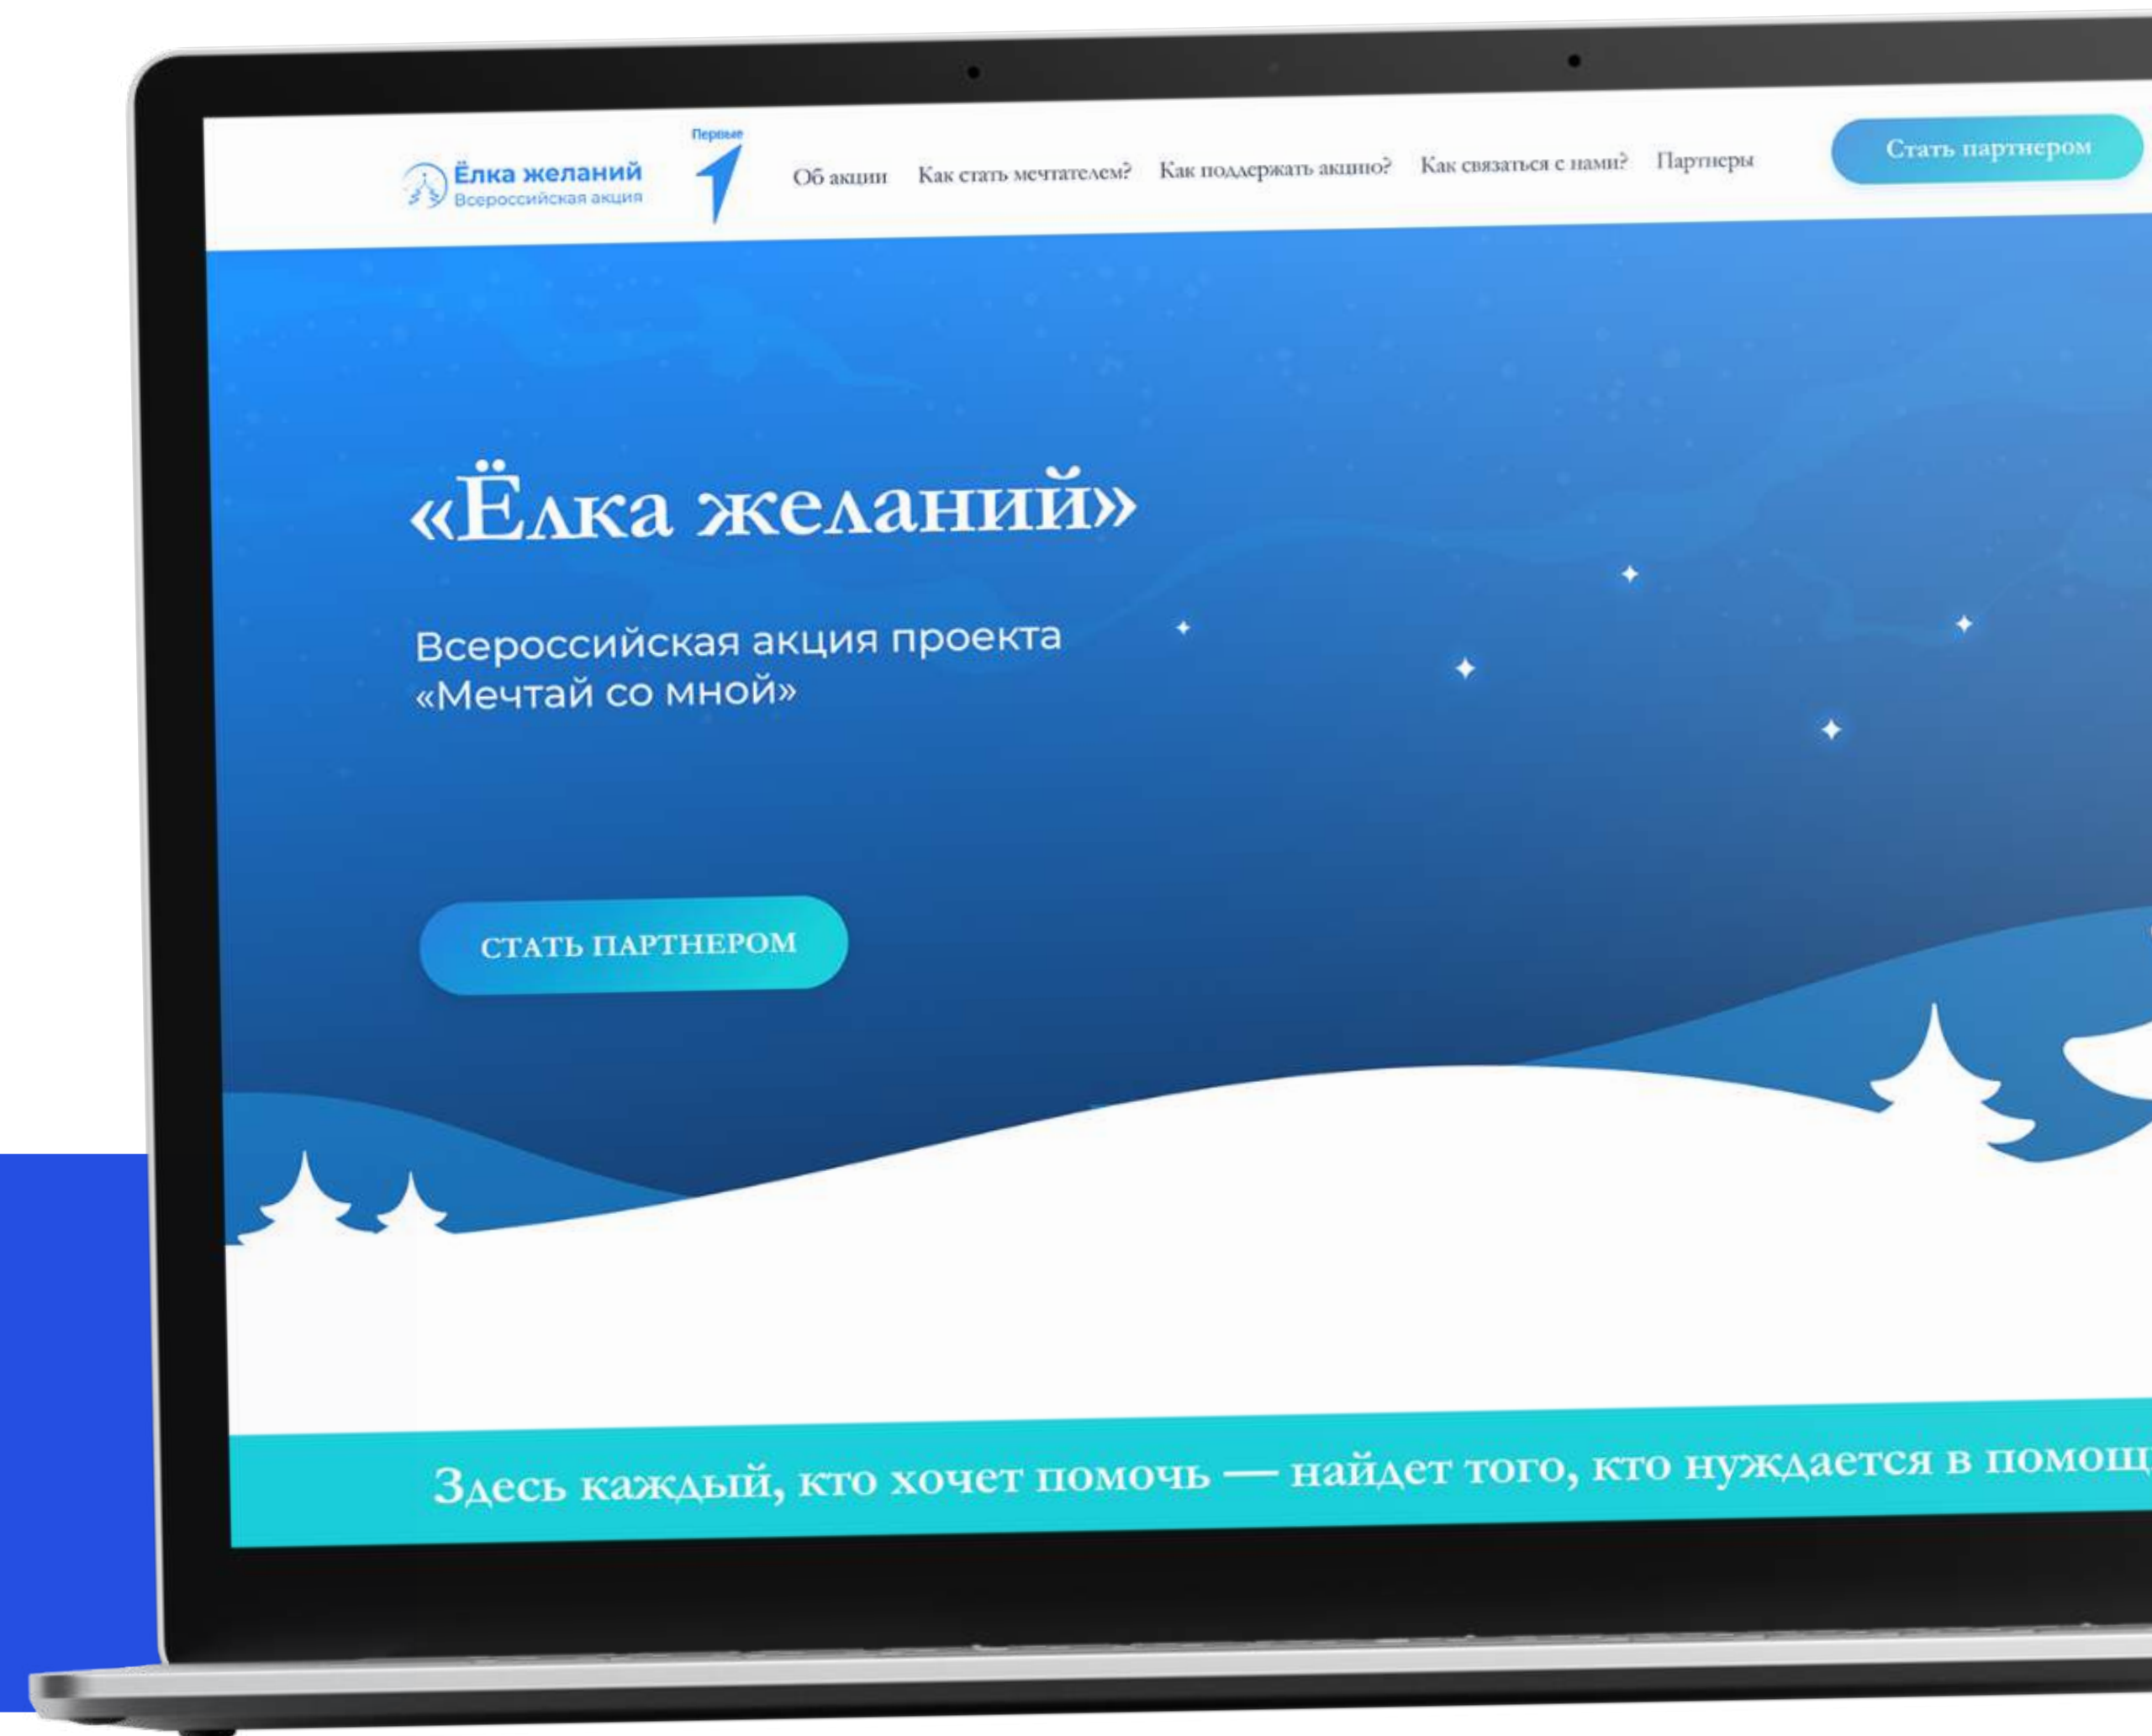 Ёлка желаний
Всероссийская акция
Первые
Об акции Как стать мечтателем? Как поддержать акцию? Как связаться с нами? Партнеры Стать партнером
«Ёлка желаний»
Всероссийская акция проекта
«Мечтай со мной»
СТАТЬ ПАРТНЕРОМ
Здесь каждый, кто хочет помочь — найдет того, кто нуждается в помощ